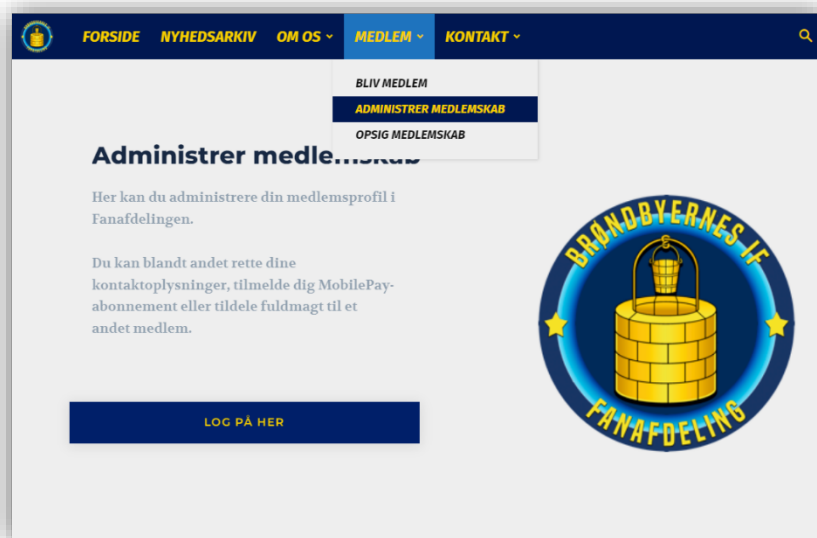 FORSIDE NYHEDSARKIV OM OS MEDLEM KONTAKT
BLIV MEDLEM
ADMINISTRER MEDLEMSKAB
OPSIG MEDLEMSKAB
Administrer medlemskab
Her kan du administrere din medlemsprofil i
Fanafdelingen.
Du kan blandt andet rette dine
kontaktoplysninger, tilmelde dig MobilePay-
abonnement eller tildele fuldmagt til et
andet medlem.
LOG PÅ HER
BRØNDBYERNES IF
FANAFDELING